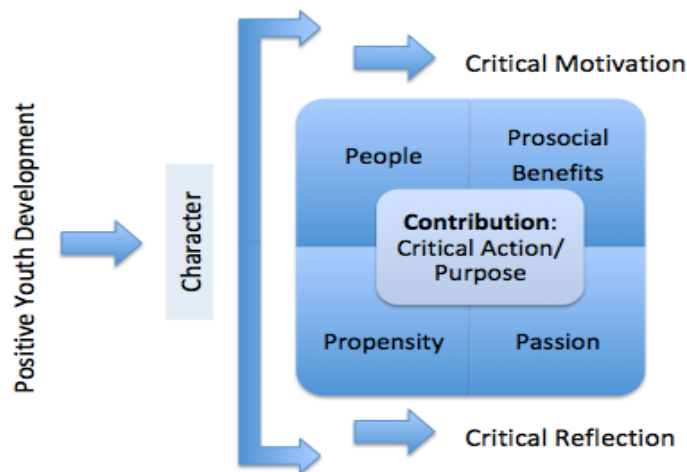 Positive Youth Development
Character
Critical Motivation
People
Prosocial
Benefits
Contribution:
Critical Action/
Purpose
Propensity
Passion
Critical Reflection